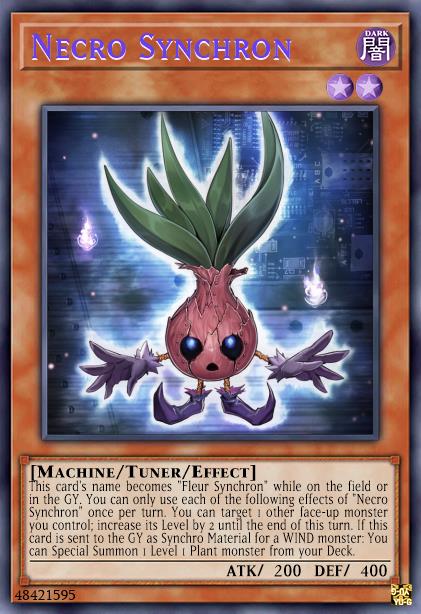 Necro Synchron
DARK
闇
[Machine/Tuner/Effect]
This card's name becomes "Fleur Synchron" while on the field or
in the GY. You can only use each of the following effects of "Necro
Synchron" once per turn. You can target 1 other face-up monster
you control; increase its Level by 2 until the end of this turn. If this
card is sent to the GY as Synchro Material for a WIND monster: You
can Special Summon 1 Level 1 Plant monster from your Deck.
ATK/ 200 DEF/ 400
48421595